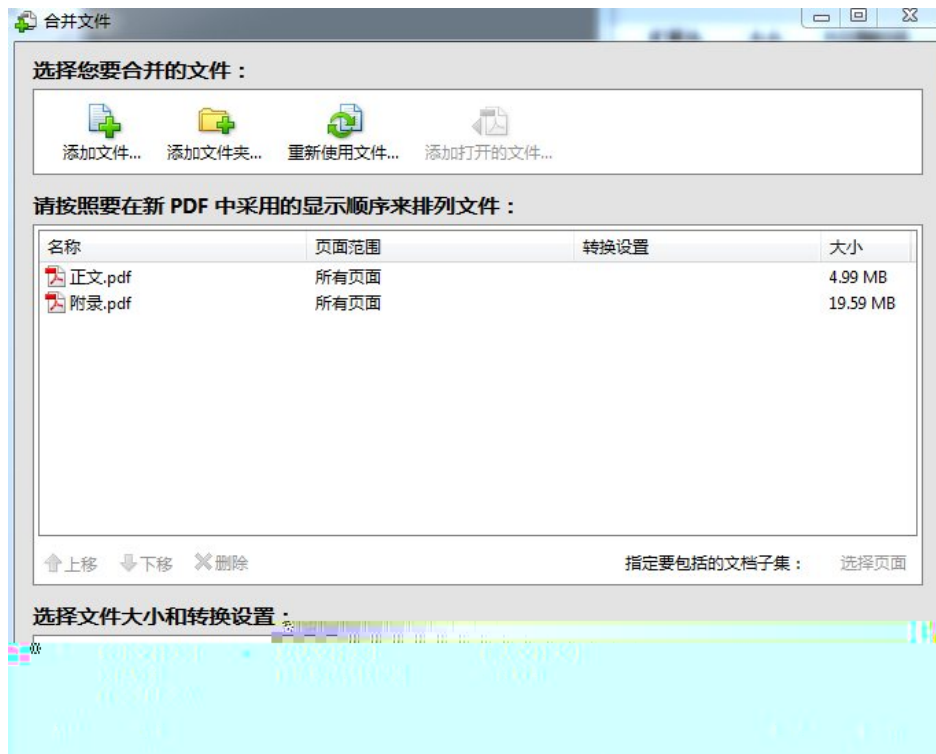 合并文件
选择您要合并的文件：
添加文件... 添加文件夹... 重新使用文件... 添加打开的文件...
请按照要在新 PDF 中采用的显示顺序来排列文件：
名称 页面范围 转换设置 大小
正文.pdf 所有页面 4.99 MB
附录.pdf 所有页面 19.59 MB
上移 下移 删除 指定要包括的文档子集： 选择页面
选择文件大小和转换设置：